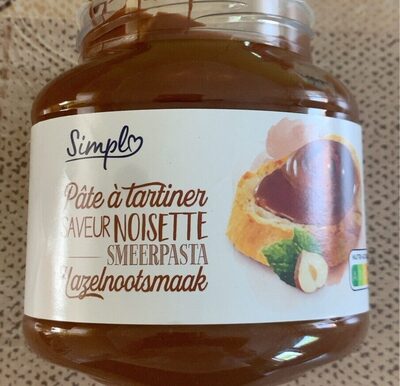 Simpl
Pâte à tartiner
SAVEUR NOISETTE
SMEERPASTA
Hazelnootsmaak